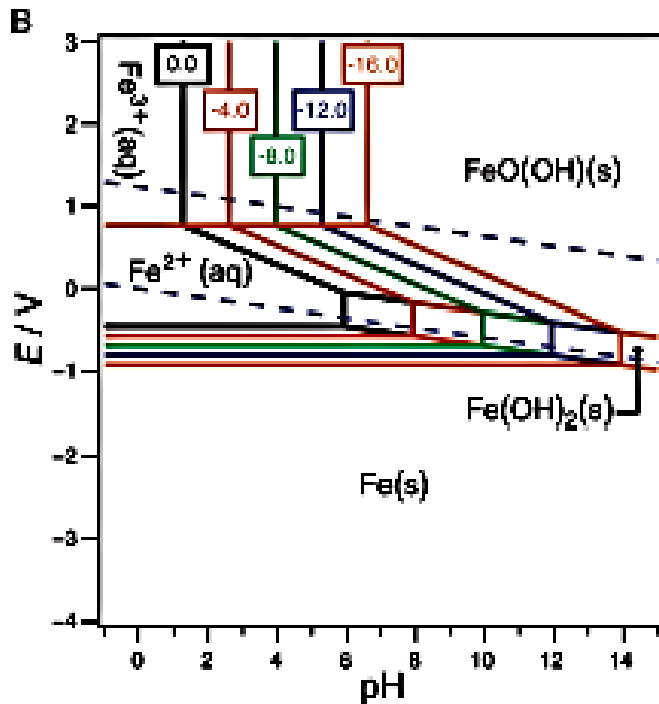 B
3
2
1
0
-1
-2
-3
-4
E / V
0.0
-4.0
-8.0
-12.0
-16.0
Fe³⁺(aq)
FeO(OH)(s)
Fe²⁺ (aq)
Fe(OH)₂(s)
Fe(s)
0 2 4 6 8 10 12 14
pH